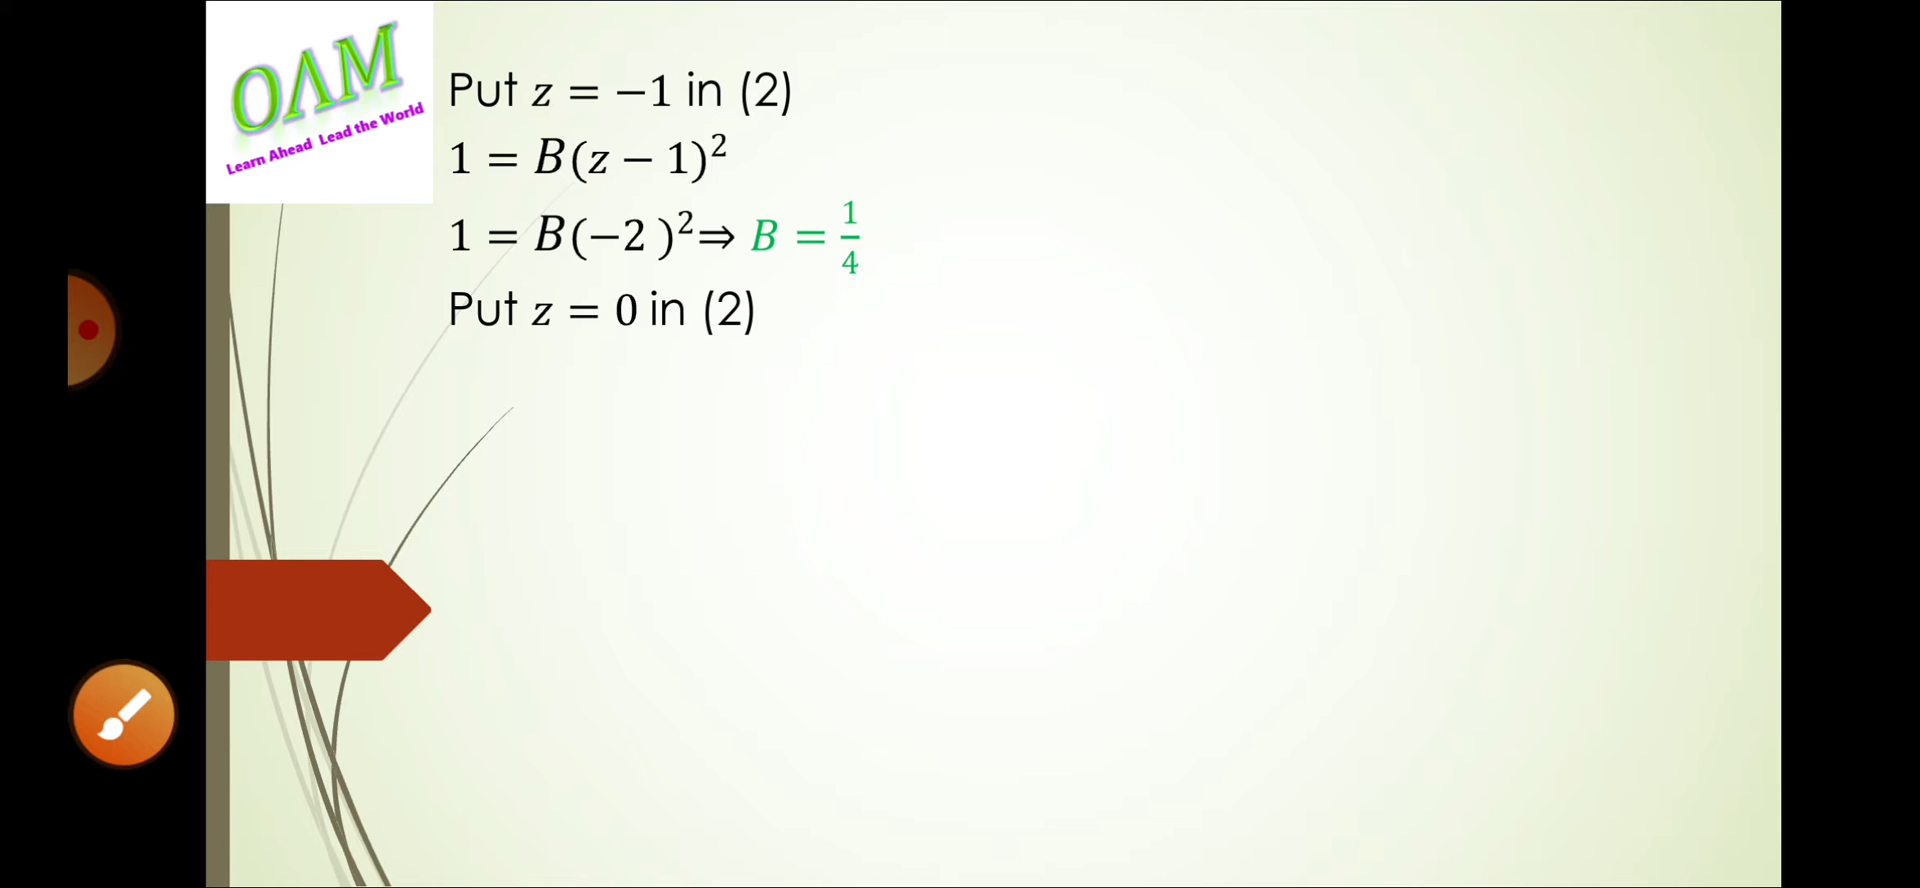 OΛM
Learn Ahead Lead the World
Put z = −1 in (2)
1 = B(z − 1)²
1 = B(−2 )²⇒ B = 1/4
Put z = 0 in (2)